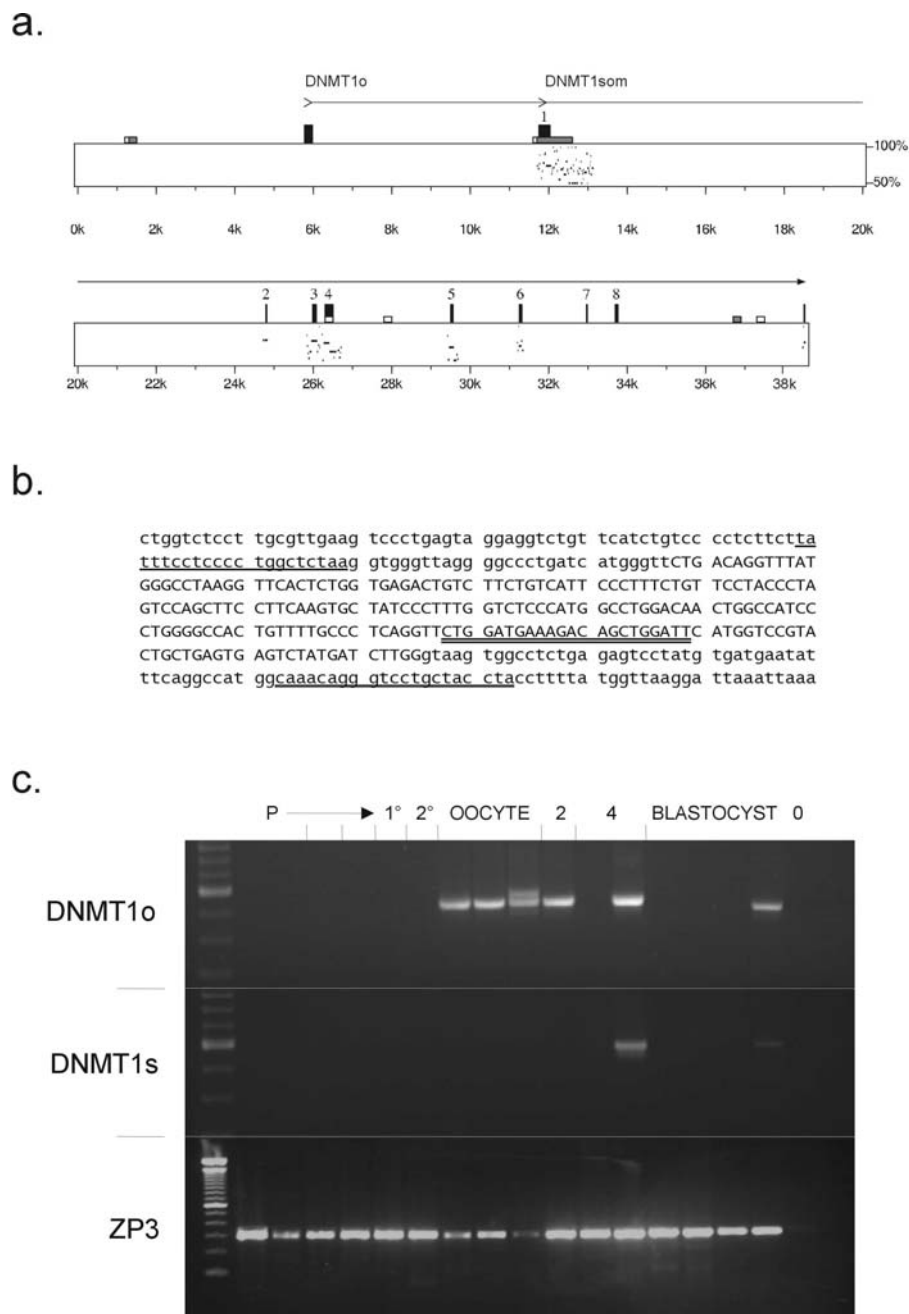 a.
DNMT1o DNMT1som
1
100%
50%
0k 2k 4k 6k 8k 10k 12k 14k 16k 18k 20k
2 3 4 5 6 7 8
20k 22k 24k 26k 28k 30k 32k 34k 36k 38k
b.
ctggtctcct tgcgttgaag tccctgagta ggaggtctgt tcatctgtcc cctcttctta
tttcctcccc tggctctaag gtgggttagg ggccctgatc atgggttCTG ACAGGTTTAT
GGGCCTAAGG TTCACTCTGG TGAGACTGTC TTCTGTCATT CCCTTTCTGT TCCTACCCTA
GTCCAGCTTC CTTCAAGTGC TATCCCTTTG GTCTCCCATG GCCTGGACAA CTGGCCATCC
CTGGGGCCAC TGTTTTGCCC TCAGGTTCTG GATGAAAGAC AGCTGGATTC ATGGTCCGTA
CTGCTGAGTG AGTCTATGAT CTTGGgtaag tggcctctga gagtcctatg tgatgaatat
ttcaggccat ggcaaacagg gtcctgctac ctaccttttа tggttaagga ttaaattaaa
c.
P 1° 2° OOCYTE 2 4 BLASTOCYST 0
DNMT1o
DNMT1s
ZP3